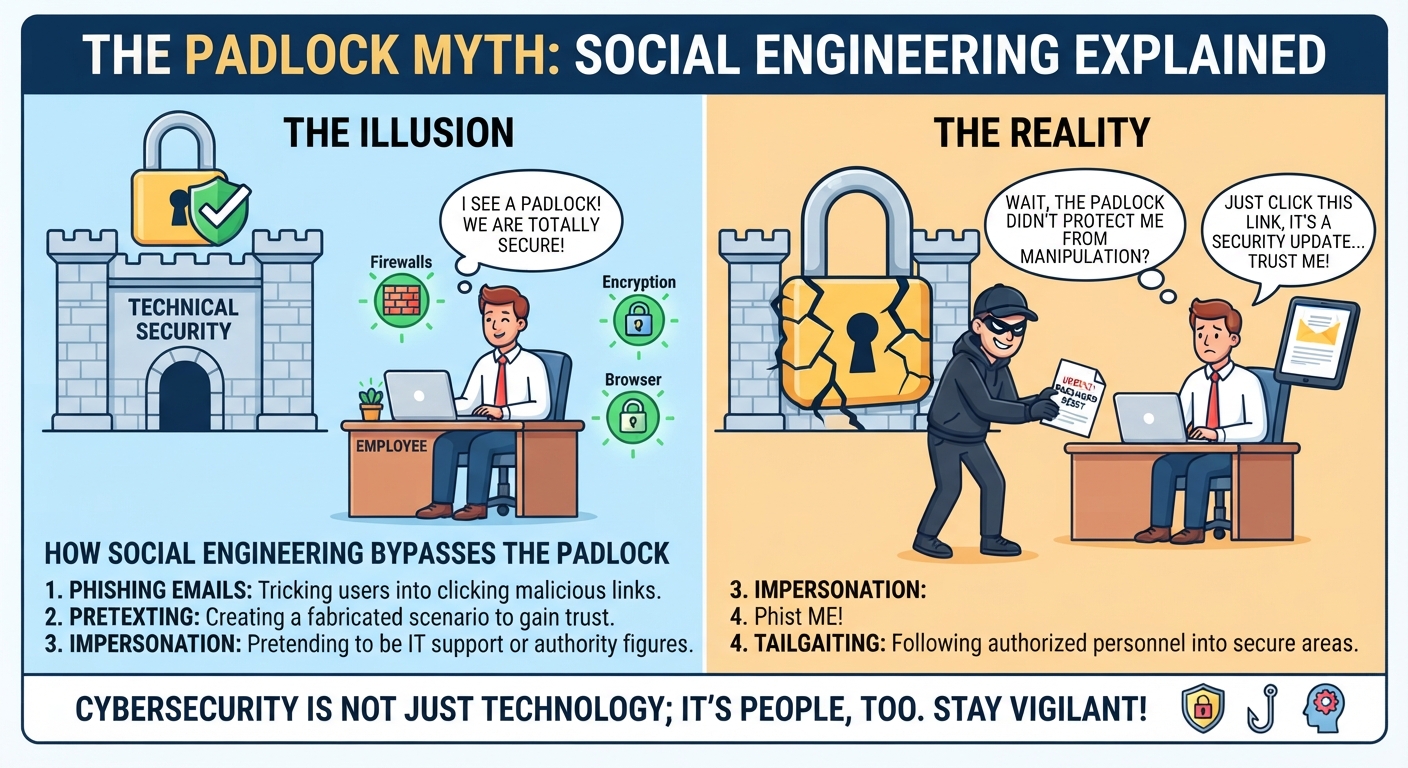 THE PADLOCK MYTH: SOCIAL ENGINEERING EXPLAINED
THE ILLUSION
I SEE A PADLOCK!
WE ARE TOTALLY
SECURE!
Firewalls
Encryption
Browser
TECHNICAL
SECURITY
EMPLOYEE
HOW SOCIAL ENGINEERING BYPASSES THE PADLOCK
1. PHISHING EMAILS: Tricking users into clicking malicious links.
2. PRETEXTING: Creating a fabricated scenario to gain trust.
3. IMPERSONATION: Pretending to be IT support or authority figures.
THE REALITY
WAIT, THE PADLOCK
DIDN'T PROTECT ME
FROM
MANIPULATION?
JUST CLICK THIS
LINK, IT'S A
SECURITY UPDATE...
TRUST ME!
3. IMPERSONATION:
4. Phist ME!
4. TAILGAITING: Following authorized personnel into secure areas.
CYBERSECURITY IS NOT JUST TECHNOLOGY; IT'S PEOPLE, TOO. STAY VIGILANT!